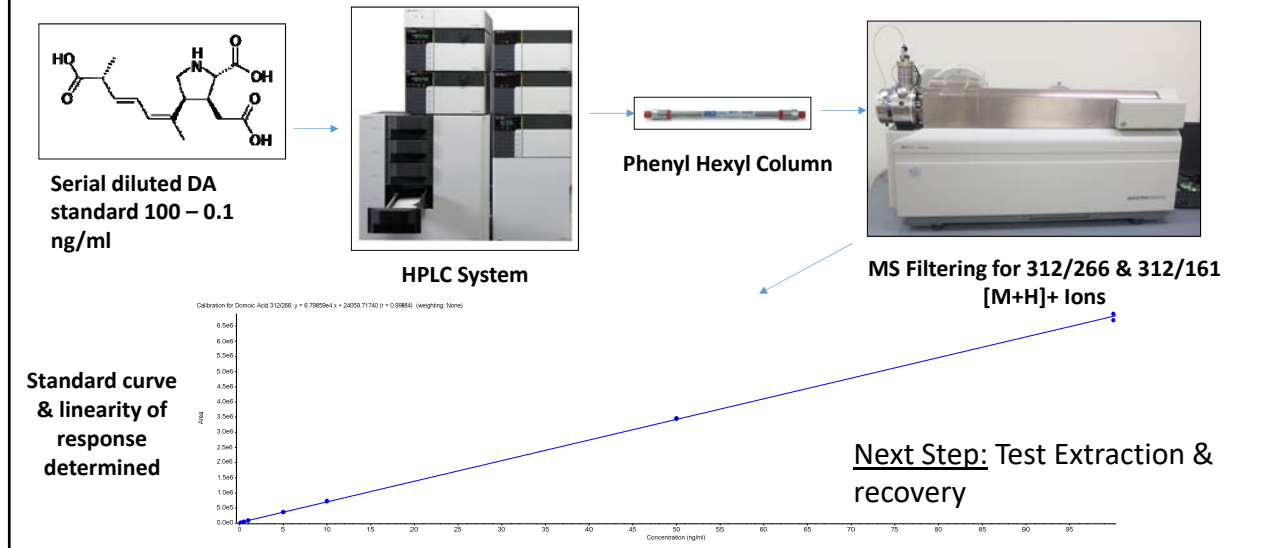 HO
O
H
N
O
OH
O
OH
Serial diluted DA
standard 100 – 0.1
ng/ml
HPLC System
Phenyl Hexyl Column
MS Filtering for 312/266 & 312/161
[M+H]+ Ions
Standard curve
& linearity of
response
determined
Calibration for Domoic Acid 312/266: y = 6.79859e4 x + 24059.71740 (weighting: None)
6.5e6
6.0e6
5.5e6
5.0e6
4.5e6
4.0e6
3.5e6
3.0e6
2.5e6
2.0e6
1.5e6
1.0e6
5.0e5
0.0e0
Area
0 5 10 15 20 25 30 35 40 45 50 55 60 65 70 75 80 85 90 95
Concentration (ng/ml)
Next Step: Test Extraction &
recovery